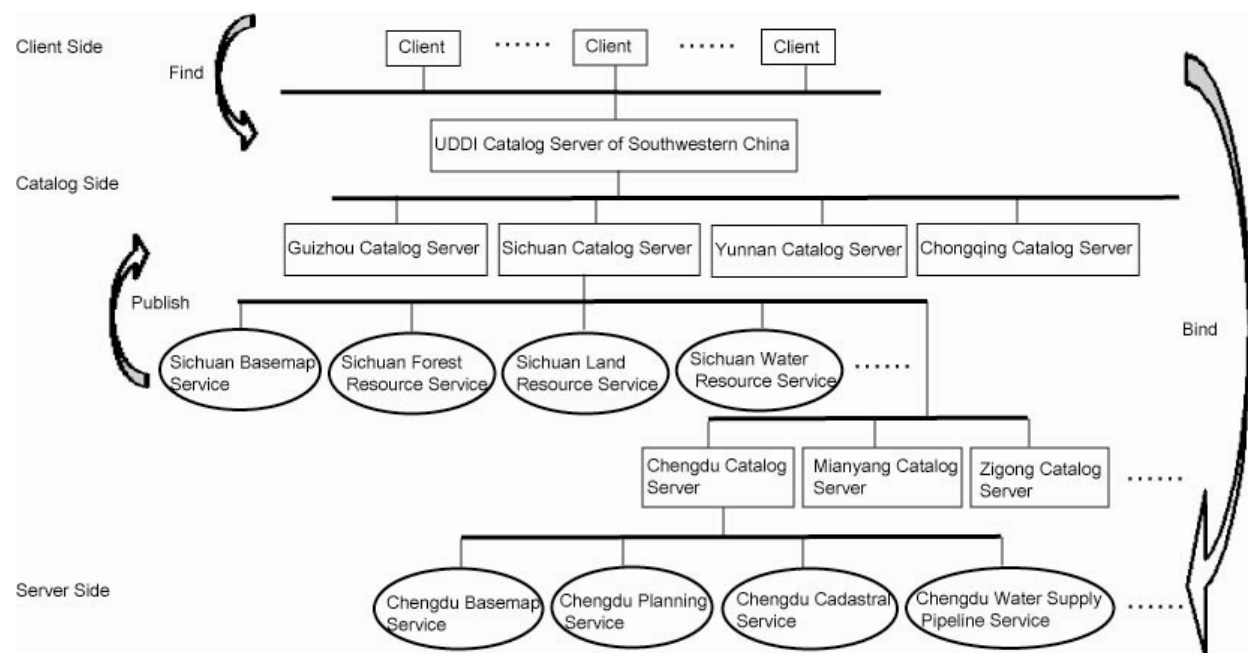 Client Side
Client
······
Client
······
Client
Find
UDDI Catalog Server of Southwestern China
Catalog Side
Guizhou Catalog Server
Sichuan Catalog Server
Yunnan Catalog Server
Chongqing Catalog Server
Publish
Bind
Sichuan Basemap
Service
Sichuan Forest
Resource Service
Sichuan Land
Resource Service
Sichuan Water
Resource Service
······
Chengdu Catalog
Server
Mianyang Catalog
Server
Zigong Catalog
Server
······
Server Side
Chengdu Basemap
Service
Chengdu Planning
Service
Chengdu Cadastral
Service
Chengdu Water Supply
Pipeline Service
······